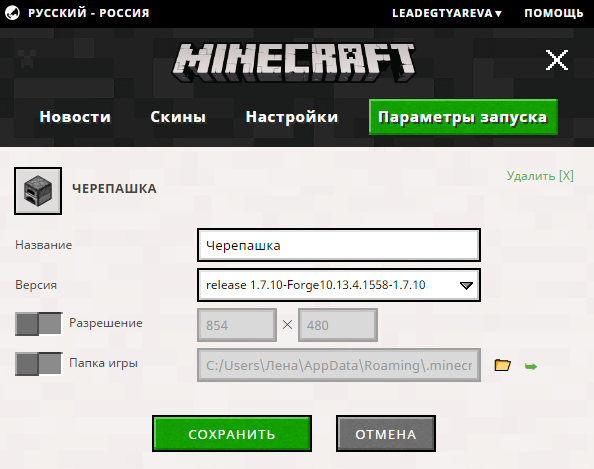 РУССКИЙ - РОССИЯ LEADEGTYAREVA▼ ПОМОЩЬ
MINECRAFT
Новости Скины Настройки Параметры запуска
ЧЕРЕПАШКА Удалить [X]
Название Черепашка
Версия release 1.7.10-Forge10.13.4.1558-1.7.10
Разрешение 854 × 480
Папка игры C:/Users\Лена\AppData\Roaming\.minecr
СОХРАНИТЬ ОТМЕНА